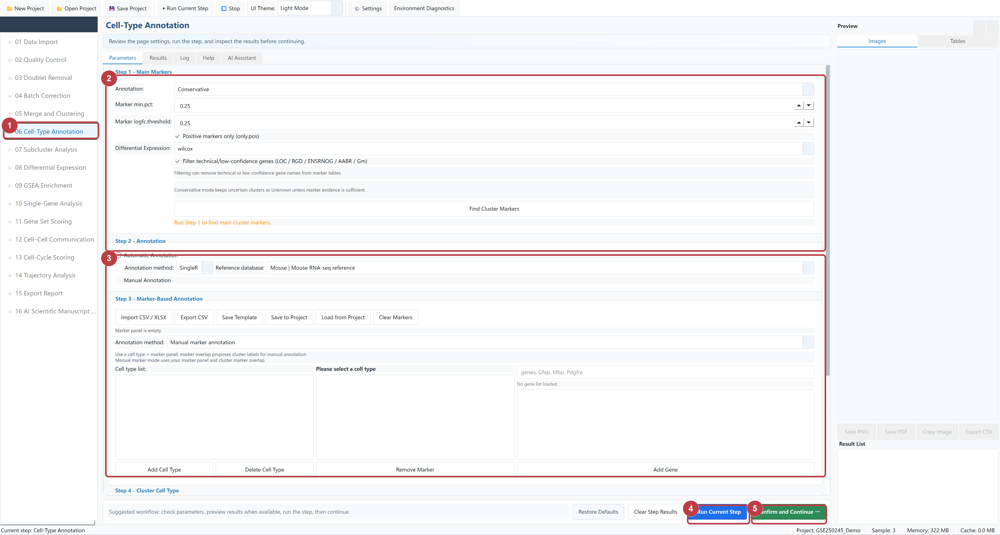 New Project Open Project Save Project Run Current Step Stop UI Theme: Light Mode Settings Environment Diagnostics
01 Data Import
02 Quality Control
03 Doublet Removal
04 Batch Correction
05 Merge and Clustering
1
06 Cell-Type Annotation
07 Subcluster Analysis
08 Differential Expression
09 GSEA Enrichment
10 Single-Gene Analysis
11 Gene Set Scoring
12 Cell–Cell Communication
13 Cell-Cycle Scoring
14 Trajectory Analysis
15 Export Report
16 AI Scientific Manuscript ...
Cell-Type Annotation
Review the page settings, run the step, and inspect the results before continuing.
Parameters Results Log Help AI Assistant
Step 1 - Main Markers
2
Annotation: Conservative
Marker min.pct: 0.25
Marker logfc.threshold: 0.25
Positive markers only (only.pos)
Differential Expression: wilcox
Filter technical/low-confidence genes (LOC / RGD / ENSRNOG / AABR / Gm)
Filtering can remove technical or low-confidence gene names from marker tables.
Conservative mode keeps uncertain clusters as Unknown unless marker evidence is sufficient.
Find Cluster Markers
Run Step 1 to find main cluster markers.
Step 2 - Annotation
3
Automatic Annotation
Annotation method: SingleR Reference database: Mouse | Mouse RNA-seq reference
Manual Annotation
Step 3 - Marker-Based Annotation
Import CSV / XLSX Export CSV Save Template Save to Project Load from Project Clear Markers
Marker panel is empty.
Annotation method: Manual marker annotation
Use a cell type + marker panel; marker overlap proposes cluster labels for manual annotation.
Manual marker mode uses your marker panel and cluster marker overlap.
Cell type list: Please select a cell type genes, Gfap, Mbp, Pdgfra
No gene list loaded.
Add Cell Type Delete Cell Type Remove Marker Add Gene
Step 4 - Cluster Cell Type
Suggested workflow: check parameters, preview results when available, run the step, then continue.
Restore Defaults Clear Step Results 4 Run Current Step 5 nfirm and Continue →
Preview
Images Tables
Save PNG Save PDF Copy Image Export CSV
Result List
Current step: Cell-Type Annotation Project: GSE250245_Demo Sample: 3 Memory: 322 MB Cache: 0.0 MB